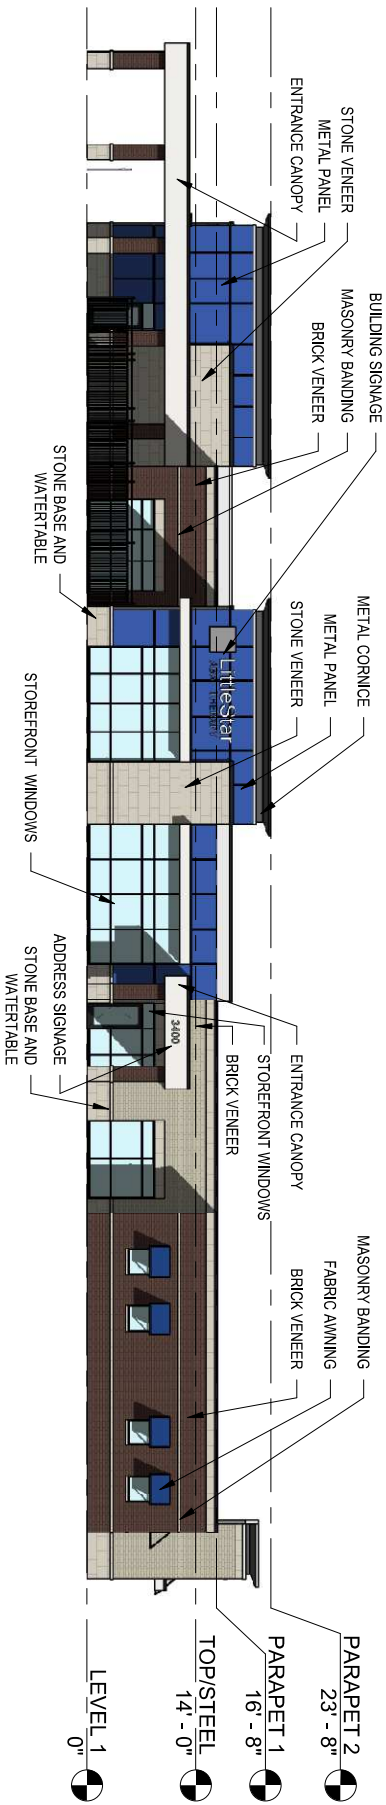 STONE VENEER
METAL PANEL
ENTRANCE CANOPY
BUILDING SIGNAGE
MASONRY BANDING
BRICK VENEER
STONE BASE AND
WATERTABLE
METAL CORNICE
METAL PANEL
STONE VENEER
LittleStar
ABA THERAPY
STOREFRONT WINDOWS
ENTRANCE CANOPY
STOREFRONT WINDOWS
BRICK VENEER
3400
ADDRESS SIGNAGE
STONE BASE AND
WATERTABLE
MASONRY BANDING
FABRIC AWNING
BRICK VENEER
PARAPET 2
23' - 8"
PARAPET 1
16' - 8"
TOP/STEEL
14' - 0"
LEVEL 1
0"